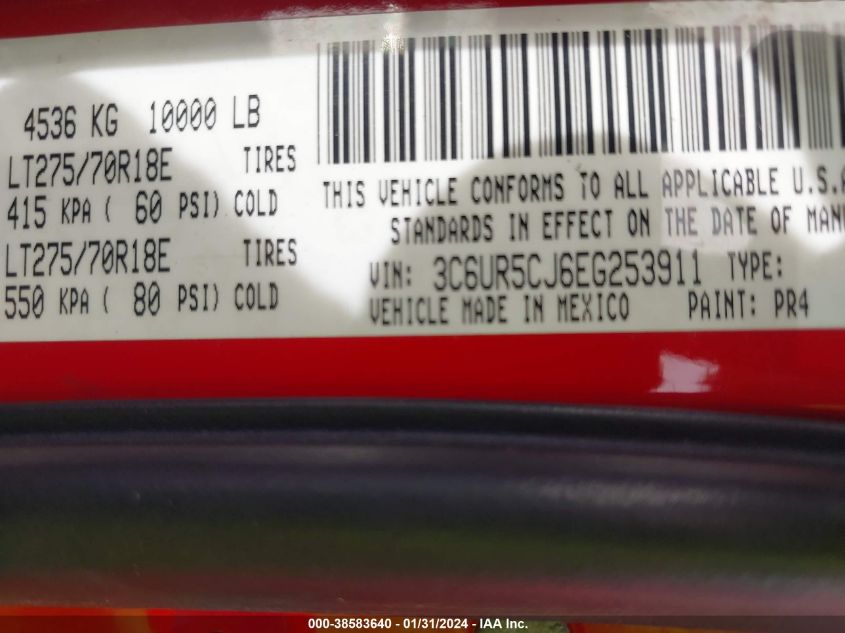 4536 KG 10000 LB
LT275/70R18E TIRES
415 KPA ( 60 PSI) COLD
LT275/70R18E TIRES
550 KPA ( 80 PSI) COLD
THIS VEHICLE CONFORMS TO ALL APPLICABLE U.S.A
STANDARDS IN EFFECT ON THE DATE OF MANU
VIN: 3C6UR5CJ6EG253911 TYPE:
VEHICLE MADE IN MEXICO PAINT: PR4
000-38583640 - 01/31/2024 - IAA Inc.